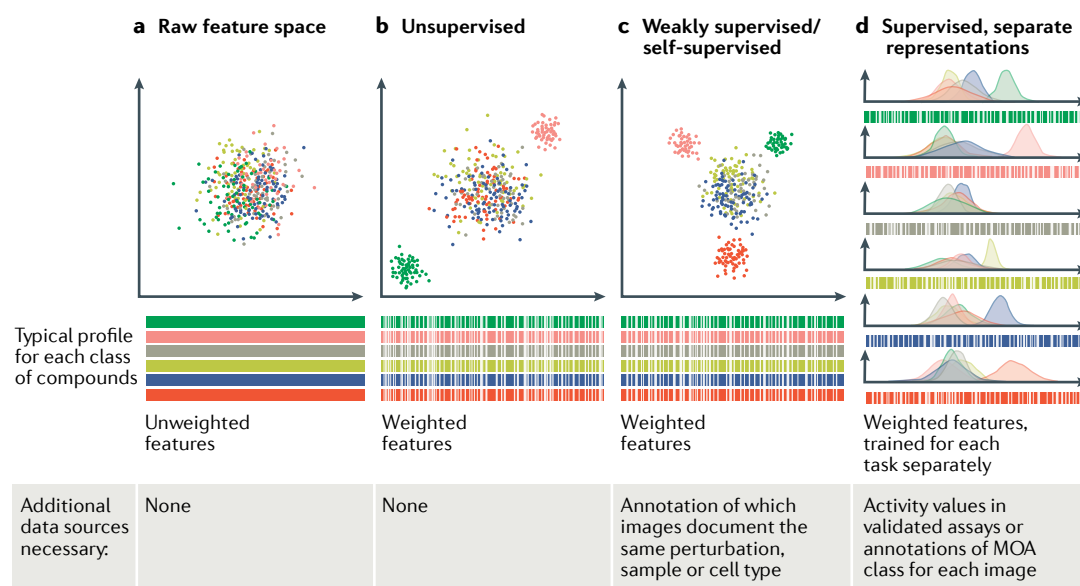 a Raw feature space
b Unsupervised
c Weakly supervised/
self-supervised
d Supervised, separate
representations
Typical profile
for each class
of compounds
Unweighted
features
Weighted
features
Weighted
features
Weighted features,
trained for each
task separately
Additional
data sources
necessary:
None
None
Annotation of which
images document the
same perturbation,
sample or cell type
Activity values in
validated assays or
annotations of MOA
class for each image